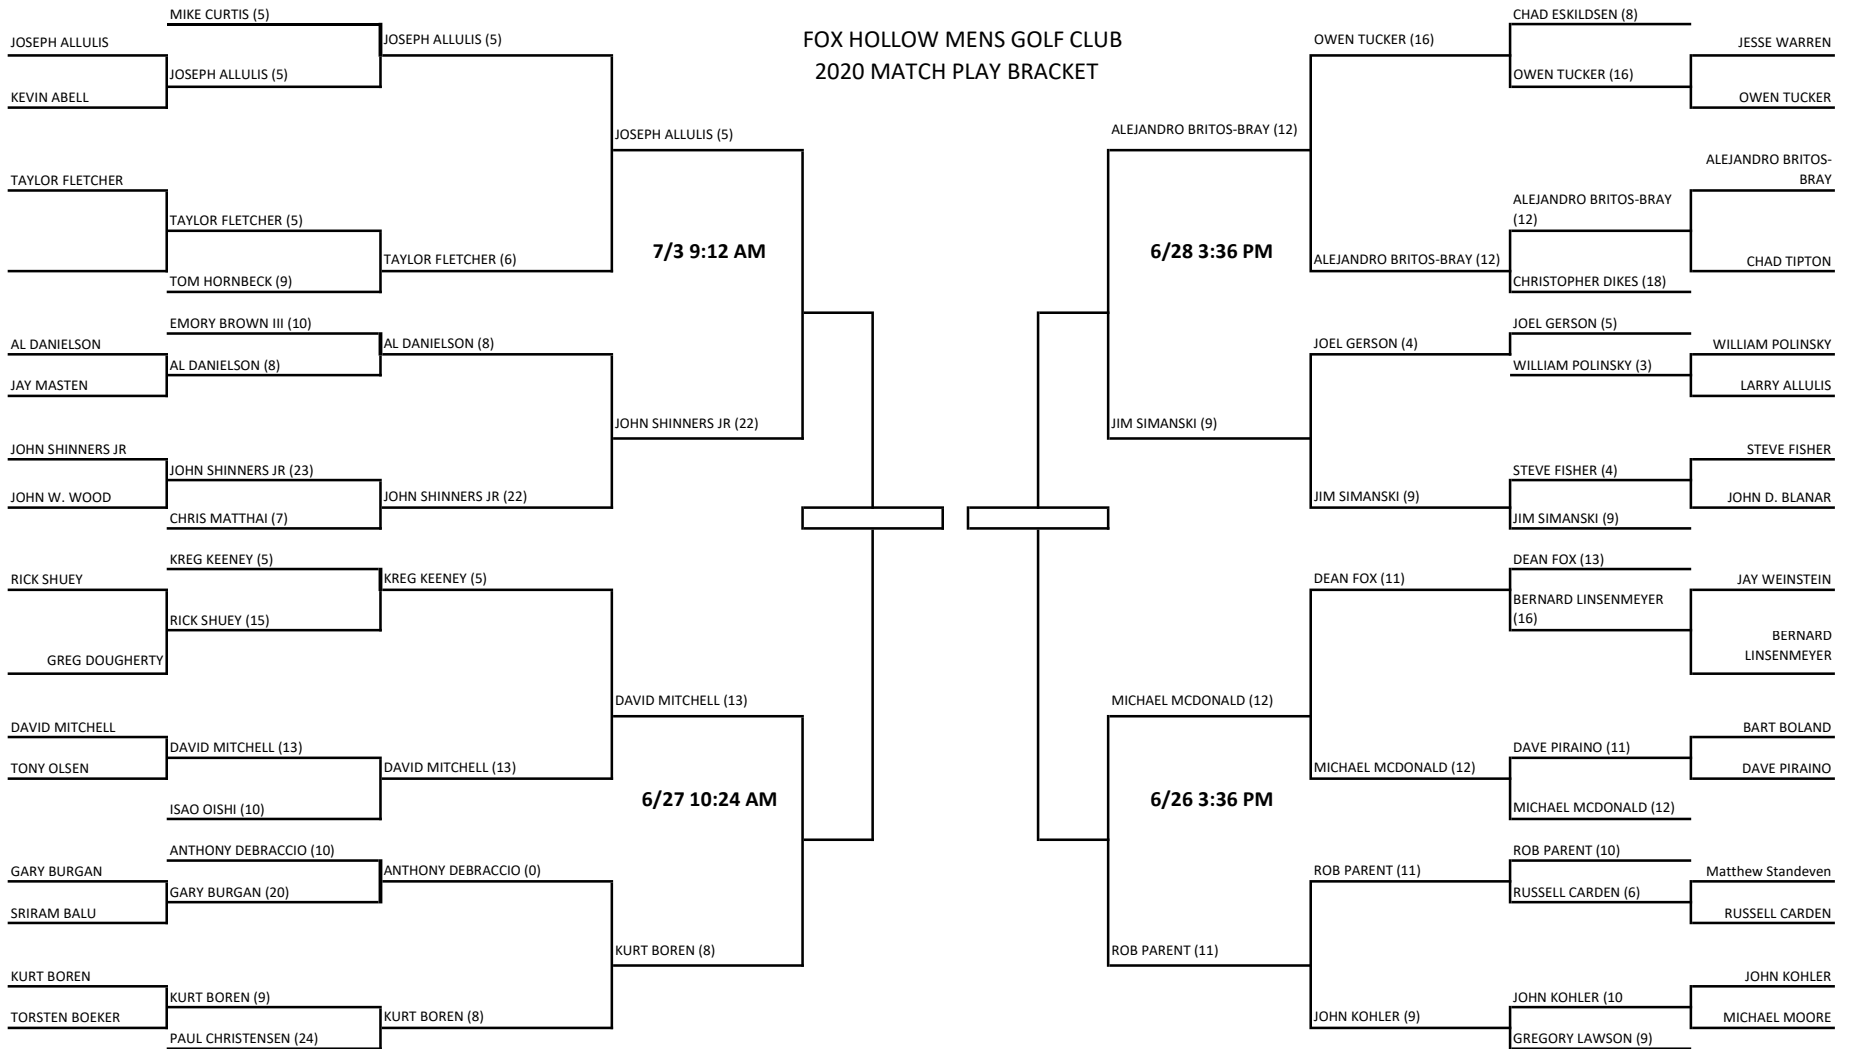 FOX HOLLOW MENS GOLF CLUB
2020 MATCH PLAY BRACKET
JOSEPH ALLULIS
KEVIN ABELL
TAYLOR FLETCHER
AL DANIELSON
JAY MASTEN
JOHN SHINNERS JR
JOHN W. WOOD
RICK SHUEY
GREG DOUGHERTY
DAVID MITCHELL
TONY OLSEN
GARY BURGAN
SRIRAM BALU
KURT BOREN
TORSTEN BOEKER
MIKE CURTIS (5)
JOSEPH ALLULIS (5)
TAYLOR FLETCHER (5)
TOM HORNBECK (9)
EMORY BROWN III (10)
AL DANIELSON (8)
JOHN SHINNERS JR (23)
CHRIS MATTHAI (7)
KREG KEENEY (5)
RICK SHUEY (15)
DAVID MITCHELL (13)
ISAO OISHI (10)
ANTHONY DEBRACCIO (10)
GARY BURGAN (20)
KURT BOREN (9)
PAUL CHRISTENSEN (24)
JOSEPH ALLULIS (5)
TAYLOR FLETCHER (6)
AL DANIELSON (8)
JOHN SHINNERS JR (22)
KREG KEENEY (5)
DAVID MITCHELL (13)
ANTHONY DEBRACCIO (0)
KURT BOREN (8)
JOSEPH ALLULIS (5)
7/3 9:12 AM
JOHN SHINNERS JR (22)
DAVID MITCHELL (13)
6/27 10:24 AM
KURT BOREN (8)
ALEJANDRO BRITOS-BRAY (12)
6/28 3:36 PM
JIM SIMANSKI (9)
MICHAEL MCDONALD (12)
6/26 3:36 PM
ROB PARENT (11)
OWEN TUCKER (16)
ALEJANDRO BRITOS-BRAY (12)
JOEL GERSON (4)
JIM SIMANSKI (9)
DEAN FOX (11)
MICHAEL MCDONALD (12)
ROB PARENT (11)
JOHN KOHLER (9)
CHAD ESKILDSEN (8)
OWEN TUCKER (16)
ALEJANDRO BRITOS-BRAY
(12)
CHRISTOPHER DIKES (18)
JOEL GERSON (5)
WILLIAM POLINSKY (3)
STEVE FISHER (4)
JIM SIMANSKI (9)
DEAN FOX (13)
BERNARD LINSENMEYER
(16)
DAVE PIRAINO (11)
MICHAEL MCDONALD (12)
ROB PARENT (10)
RUSSELL CARDEN (6)
JOHN KOHLER (10
GREGORY LAWSON (9)
JESSE WARREN
OWEN TUCKER
ALEJANDRO BRITOS-
BRAY
CHAD TIPTON
WILLIAM POLINSKY
LARRY ALLULIS
STEVE FISHER
JOHN D. BLANAR
JAY WEINSTEIN
BERNARD
LINSENMEYER
BART BOLAND
DAVE PIRAINO
Matthew Standeven
RUSSELL CARDEN
JOHN KOHLER
MICHAEL MOORE